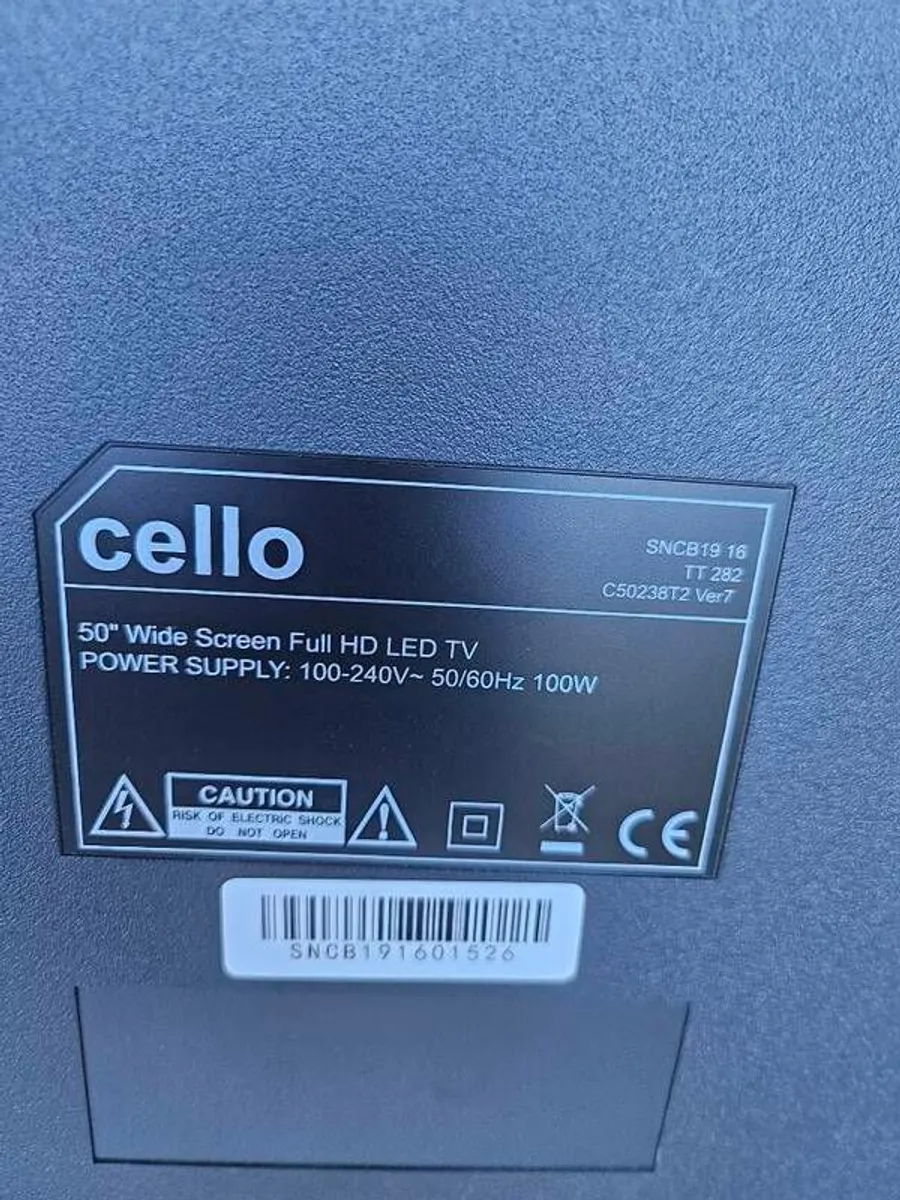 cello
SNCB19 16
TT 282
C50238T2 Ver7
50" Wide Screen Full HD LED TV
POWER SUPPLY: 100-240V~ 50/60Hz 100W
CAUTION
RISK OF ELECTRIC SHOCK
DO NOT OPEN
CE
SNCB191601526